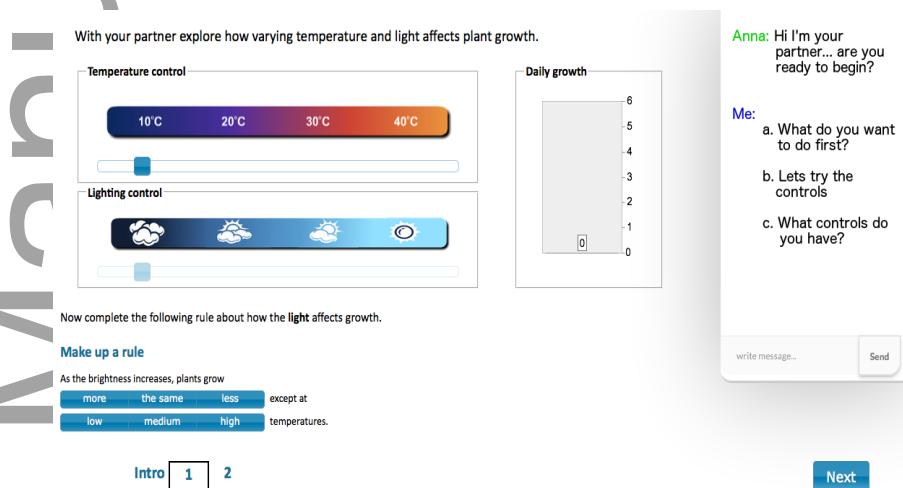 With your partner explore how varying temperature and light affects plant growth.
Temperature control
10°C 20°C 30°C 40°C
Lighting control
Daily growth
6
5
4
3
2
1
0
0
Now complete the following rule about how the light affects growth.
Make up a rule
As the brightness increases, plants grow
more the same less except at
low medium high temperatures.
Intro 1 2
Anna: Hi I'm your
partner... are you
ready to begin?
Me:
a. What do you want
to do first?
b. Lets try the
controls
c. What controls do
you have?
write message...
Send
Next